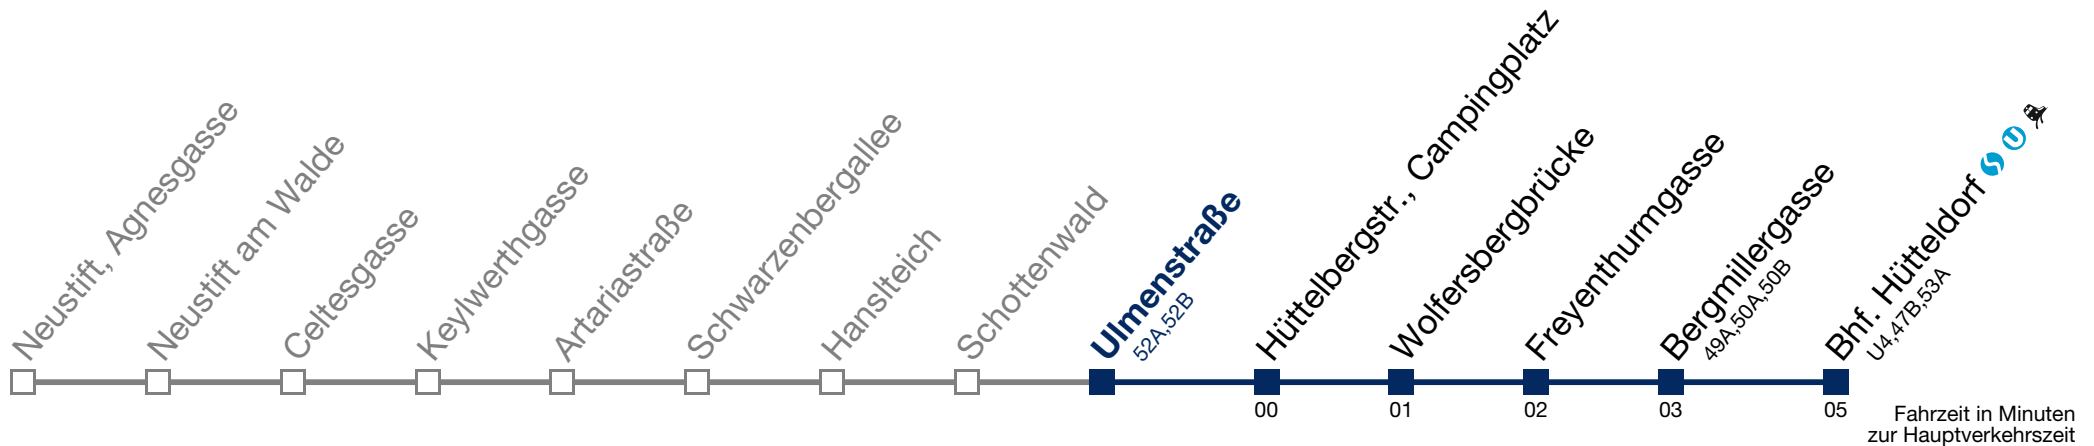 Neustift, Agnesgasse
Neustift am Walde
Celtesgasse
Keylwerthgasse
Artariastraße
Schwarzenbergallee
Hanslteich
Schottenwald
Ulmenstraße
52A,52B
Hüttelbergstr., Campingplatz
Wolfersbergbrücke
Freyenthurmgasse
Bergmillergasse
49A,50A,50B
Bhf. Hütteldorf S U
U4,47B,53A
00
01
02
03
05
Fahrzeit in Minuten
zur Hauptverkehrszeit